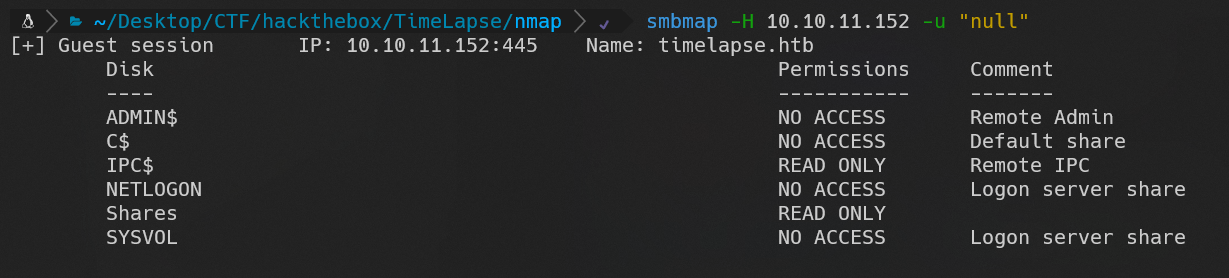 ~/Desktop/CTF/hackthebox/TimeLapse/nmap ✓ smbmap -H 10.10.11.152 -u "null"
[+] Guest session IP: 10.10.11.152:445 Name: timelapse.htb
Disk Permissions Comment
---- ----------- -------
ADMIN$ NO ACCESS Remote Admin
C$ NO ACCESS Default share
IPC$ READ ONLY Remote IPC
NETLOGON NO ACCESS Logon server share
Shares READ ONLY
SYSVOL NO ACCESS Logon server share